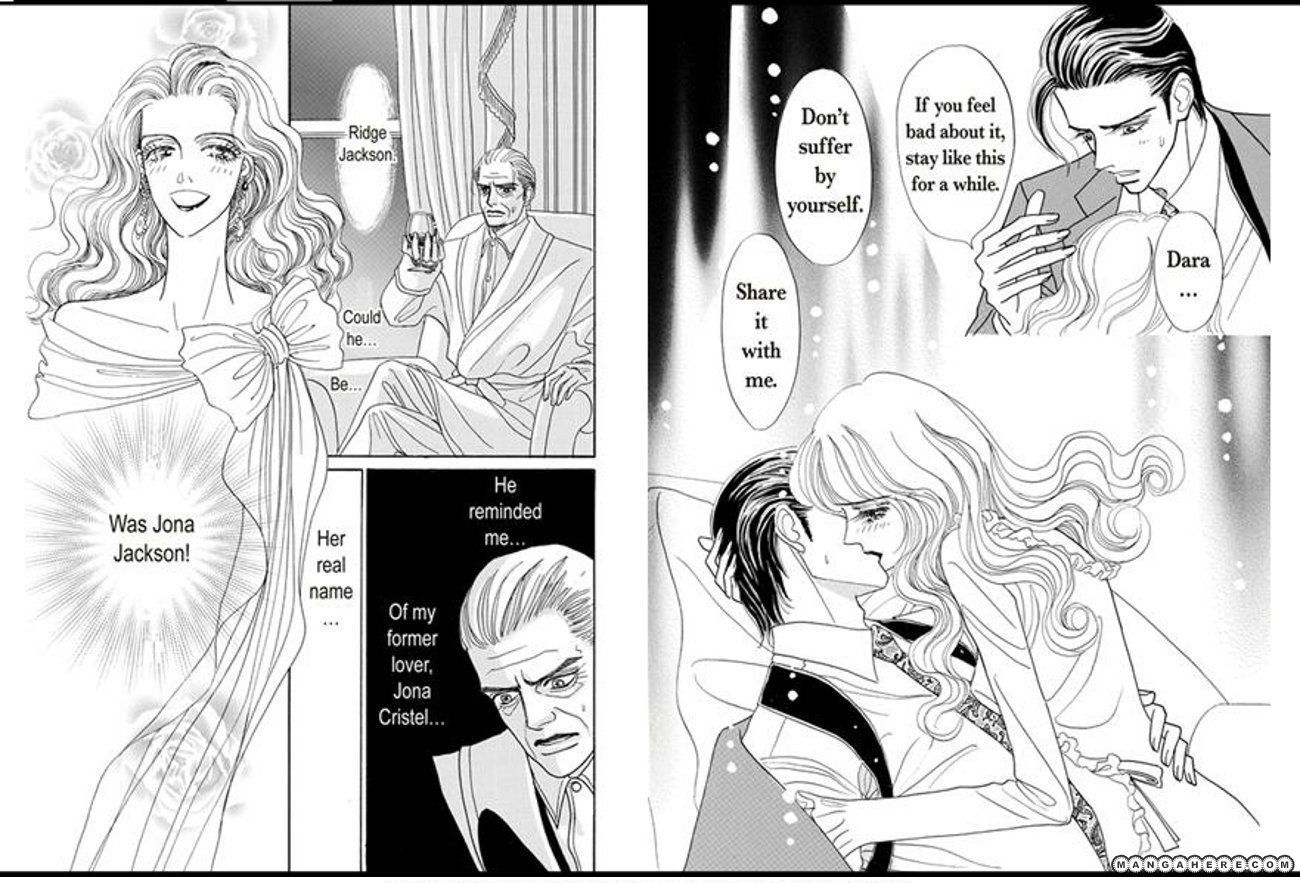 Dara
...
If you feel
bad about it,
stay like this
for a while.
Don't
suffer
by
yourself.
Share
it
with
me.
Ridge
Jackson.
Could
he...
Be...
He
reminded
me...
Of my
former
lover,
Jona
Cristel...
Her
real
name
...
Was Jona
Jackson!
MANGAHERE.COM